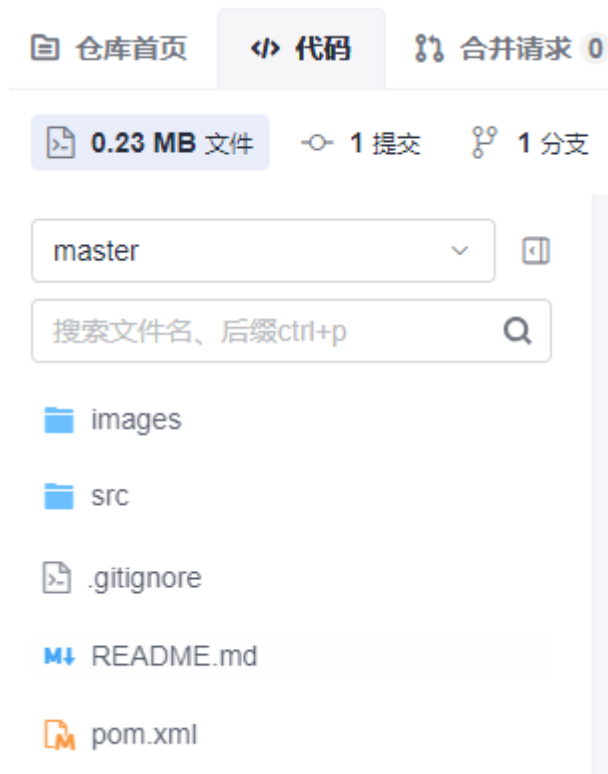 仓库首页 </> 代码 合并请求 0
0.23 MB 文件 1 提交 1 分支
master
搜索文件名、后缀ctrl+p
images
src
.gitignore
M↓ README.md
pom.xml